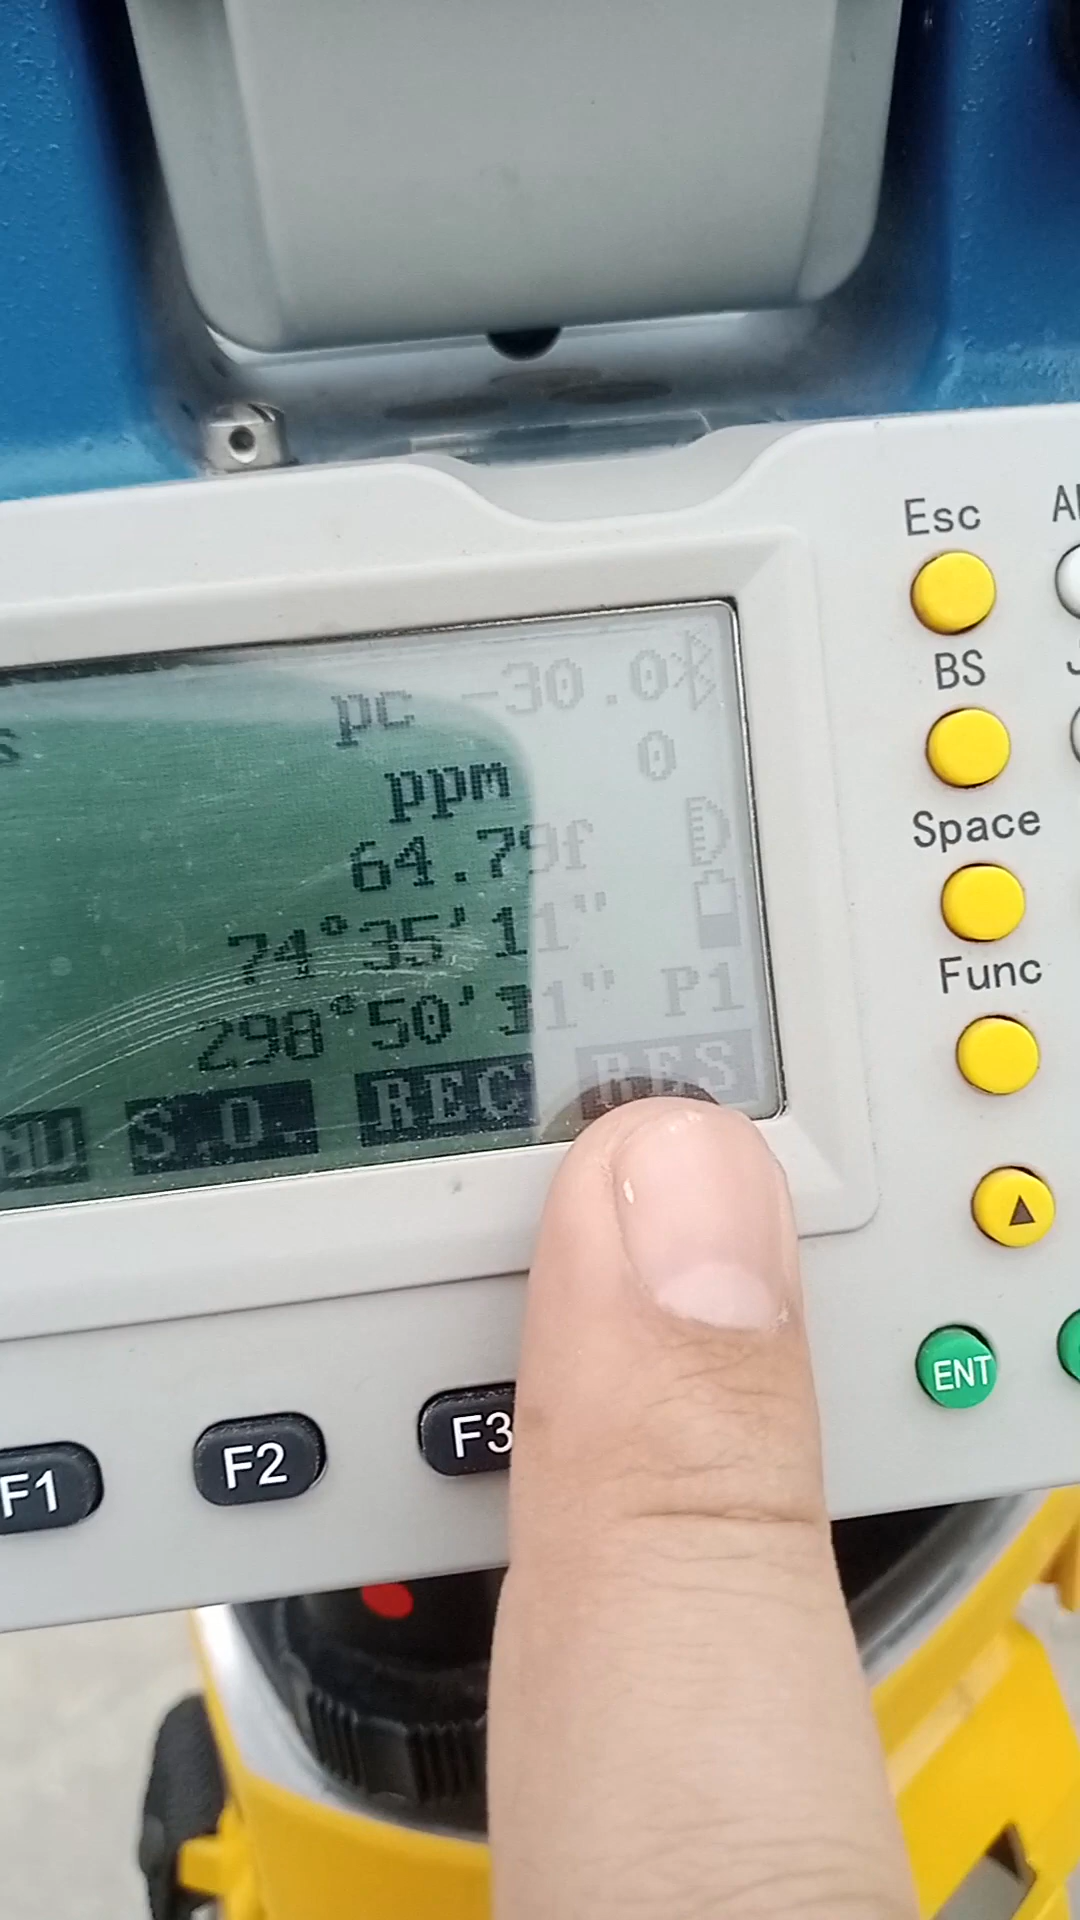 Esc
BS
Space
Func
pc -30.0
ppm 0
64.79f
74°35'11"
298°50'31" P1
S.O. REC RES
ENT
F1 F2 F3